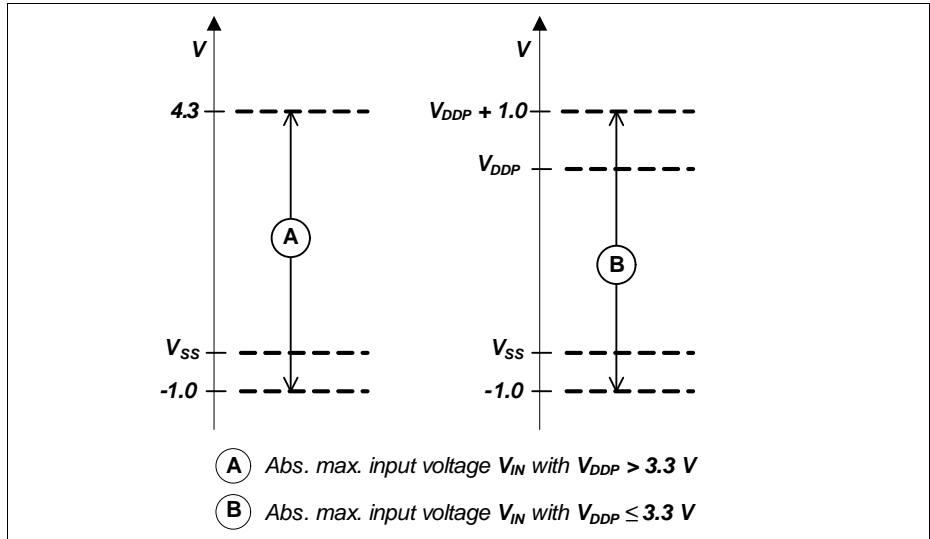 V
4.3
A
V_SS
-1.0
V
V_DDP + 1.0
V_DDP
B
V_SS
-1.0
A Abs. max. input voltage V_IN with V_DDP > 3.3 V
B Abs. max. input voltage V_IN with V_DDP ≤ 3.3 V